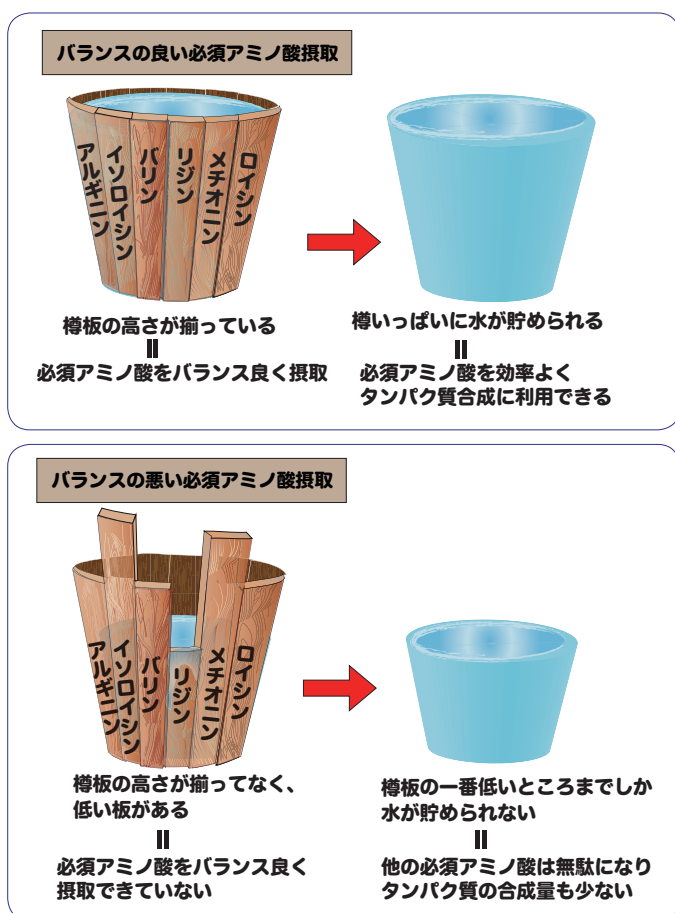 バランスの良い必須アミノ酸摂取
アルギニン
イソロイシン
バリン
リジン
メチオニン
ロイシン
樽板の高さが揃っている
=
必須アミノ酸をバランス良く摂取
樽いっぱいに水が貯められる
=
必須アミノ酸を効率よく
タンパク質合成に利用できる
バランスの悪い必須アミノ酸摂取
アルギニン
イソロイシン
バリン
リジン
メチオニン
ロイシン
樽板の高さが揃ってなく、
低い板がある
=
必須アミノ酸をバランス良く
摂取できていない
樽板の一番低いところまでしか
水が貯められない
=
他の必須アミノ酸は無駄になり
タンパク質の合成量も少ない